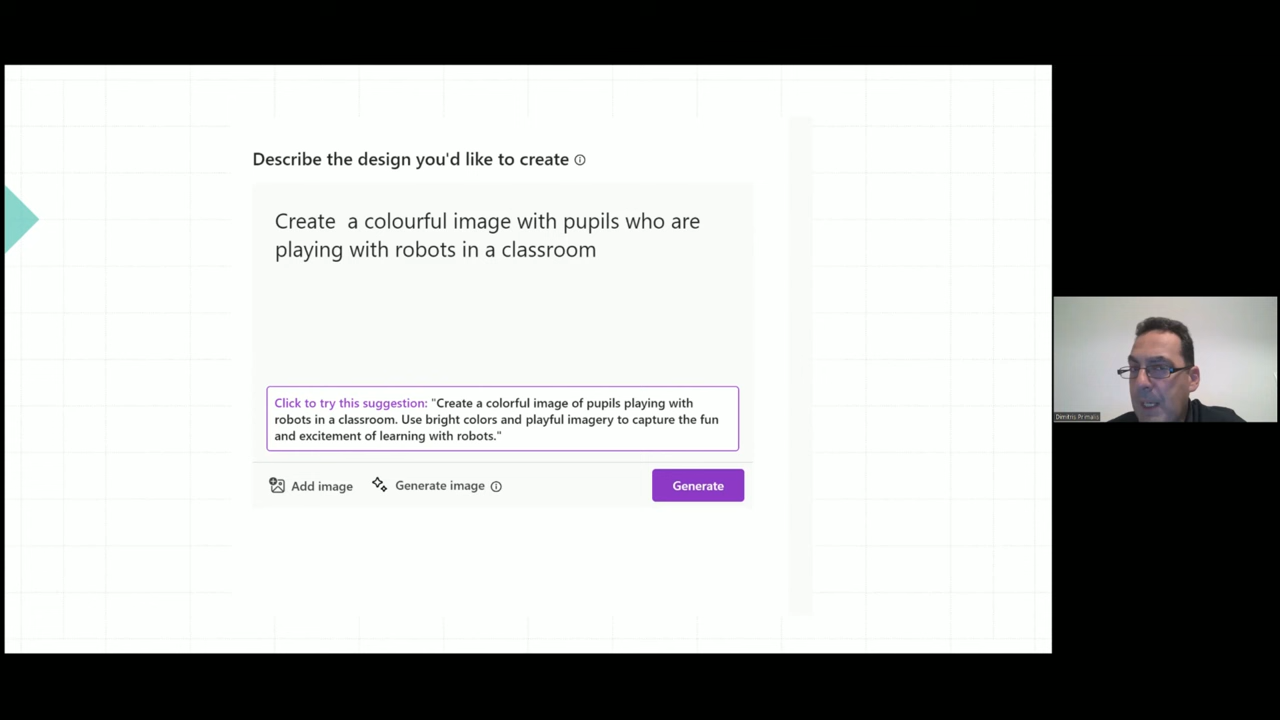 Describe the design you'd like to create
Create a colourful image with pupils who are
playing with robots in a classroom
Click to try this suggestion: "Create a colorful image of pupils playing with
robots in a classroom. Use bright colors and playful imagery to capture the fun
and excitement of learning with robots."
Add image
Generate image
Generate
Dimitris Primalis